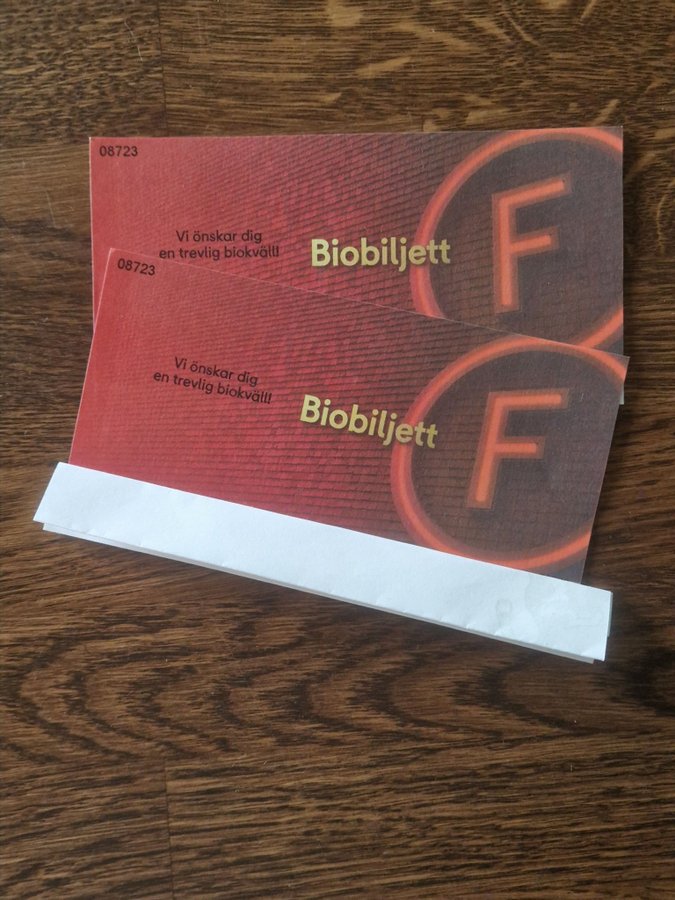 08723
Vi önskar dig
en trevlig biokväll!
Biobiljett
F
08723
Vi önskar dig
en trevlig biokväll!
Biobiljett
F